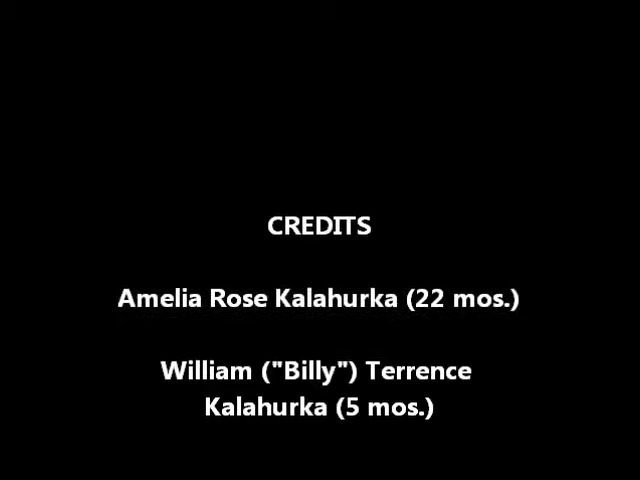 CREDITS
Amelia Rose Kalahurka (22 mos.)
William ("Billy") Terrence
Kalahurka (5 mos.)